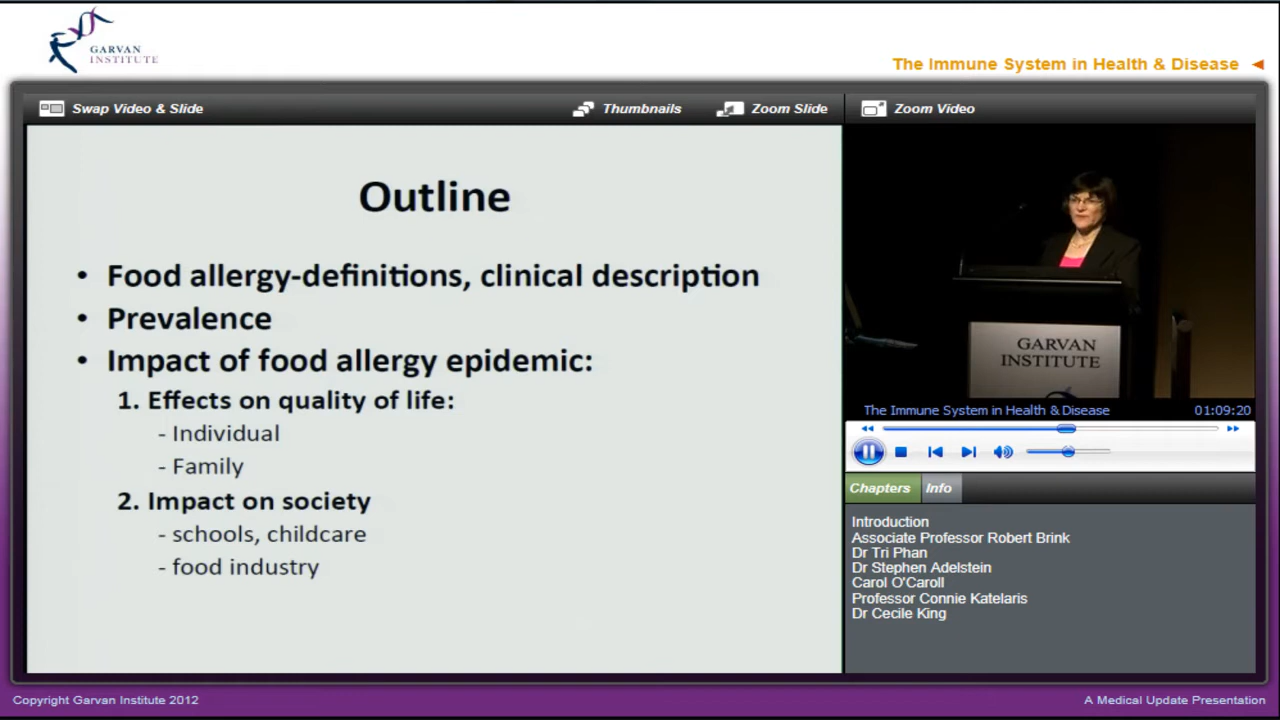 GARVAN
INSTITUTE
The Immune System in Health & Disease
Swap Video & Slide
Thumbnails
Zoom Slide
Zoom Video
Outline
• Food allergy-definitions, clinical description
• Prevalence
• Impact of food allergy epidemic:
1. Effects on quality of life:
- Individual
- Family
2. Impact on society
- schools, childcare
- food industry
GARVAN
INSTITUTE
The Immune System in Health & Disease 01:09:20
Chapters
Info
Introduction
Associate Professor Robert Brink
Dr Tri Phan
Dr Stephen Adelstein
Carol O'Caroll
Professor Connie Katelaris
Dr Cecile King
Copyright Garvan Institute 2012
A Medical Update Presentation